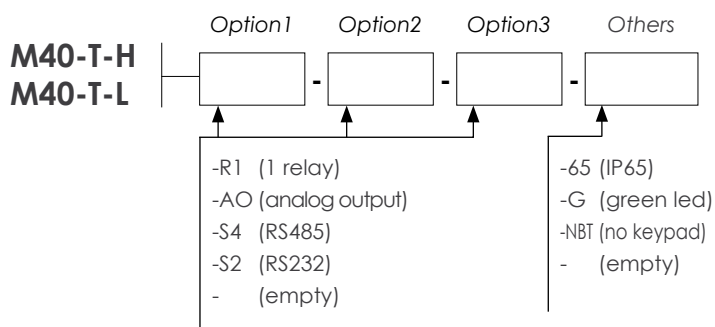 Option1 Option2 Option3 Others
M40-T-H
M40-T-L
- - -
-R1 (1 relay)
-AO (analog output)
-S4 (RS485)
-S2 (RS232)
- (empty)
-65 (IP65)
-G (green led)
-NBT (no keypad)
- (empty)